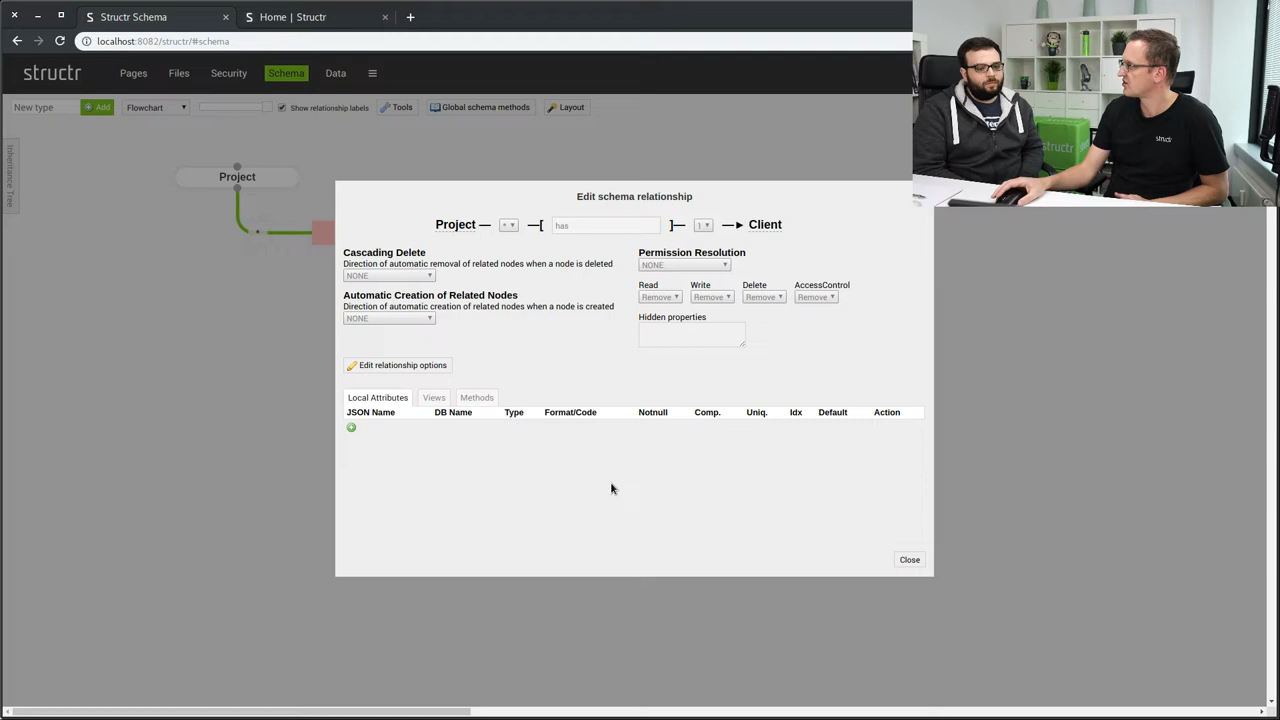 Structr Schema
Home | Structr
localhost:8082/structr/#schema
structr
Pages
Files
Security
Schema
Data
New type
Add
Flowchart
Show relationship labels
Tools
Global schema methods
Layout
Inheritance Tree
Project
structr
structr
Edit schema relationship
Project — * —[ has ]— 1 —► Client
Cascading Delete
Direction of automatic removal of related nodes when a node is deleted
NONE
Automatic Creation of Related Nodes
Direction of automatic creation of related nodes when a node is created
NONE
Permission Resolution
NONE
Read Write Delete AccessControl
Remove Remove Remove Remove
Hidden properties
Edit relationship options
Local Attributes Views Methods
JSON Name DB Name Type Format/Code Notnull Comp. Uniq. Idx Default Action
Close